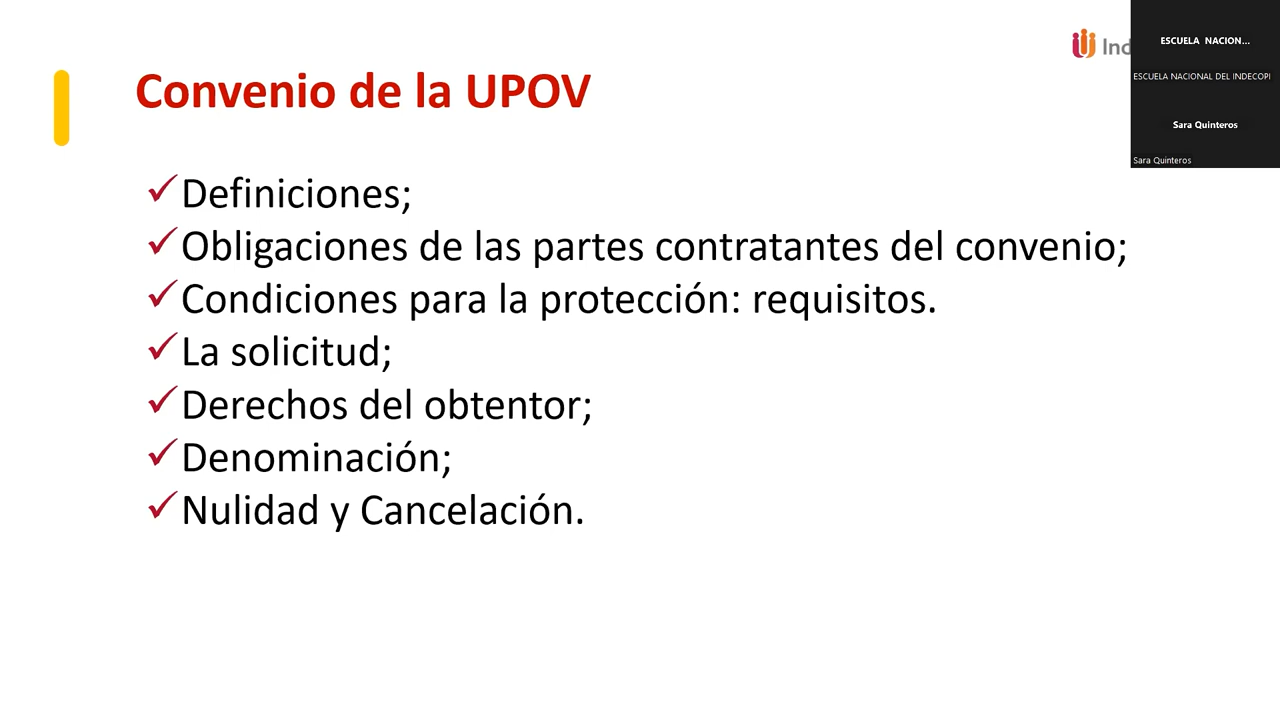 Convenio de la UPOV
Definiciones;
Obligaciones de las partes contratantes del convenio;
Condiciones para la protección: requisitos.
La solicitud;
Derechos del obtentor;
Denominación;
Nulidad y Cancelación.
Ind
ESCUELA NACION...
ESCUELA NACIONAL DEL INDECOPI
Sara Quinteros
Sara Quinteros